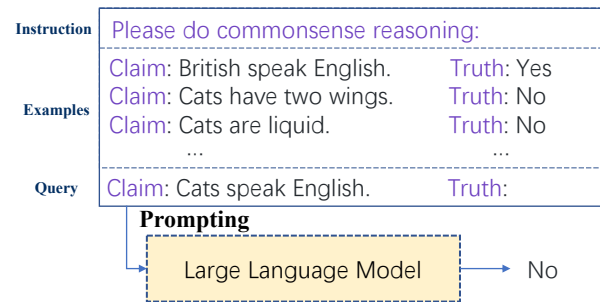 Instruction Please do commonsense reasoning:
Claim: British speak English. Truth: Yes
Examples Claim: Cats have two wings. Truth: No
Claim: Cats are liquid. Truth: No
... ...
Query Claim: Cats speak English. Truth:
Prompting
Large Language Model No